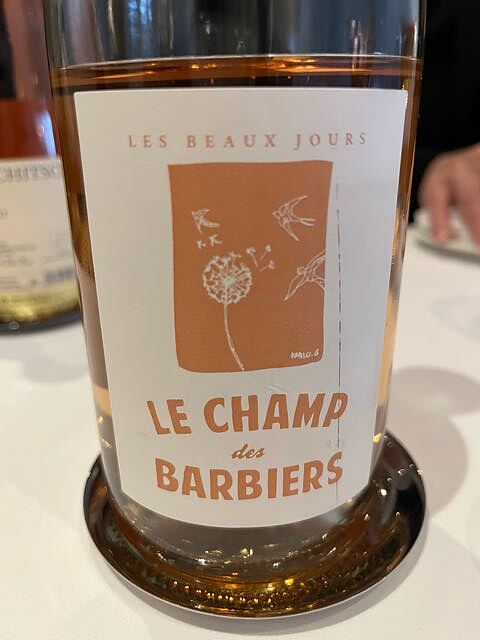 LES BEAUX JOURS
LE CHAMP
des
BARBIERS